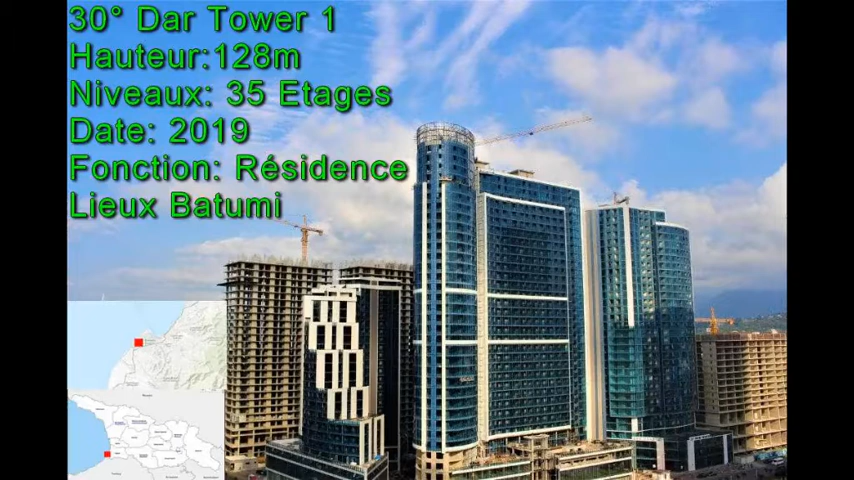 30° Dar Tower 1
Hauteur:128m
Niveaux: 35 Etages
Date: 2019
Fonction: Résidence
Lieux Batumi